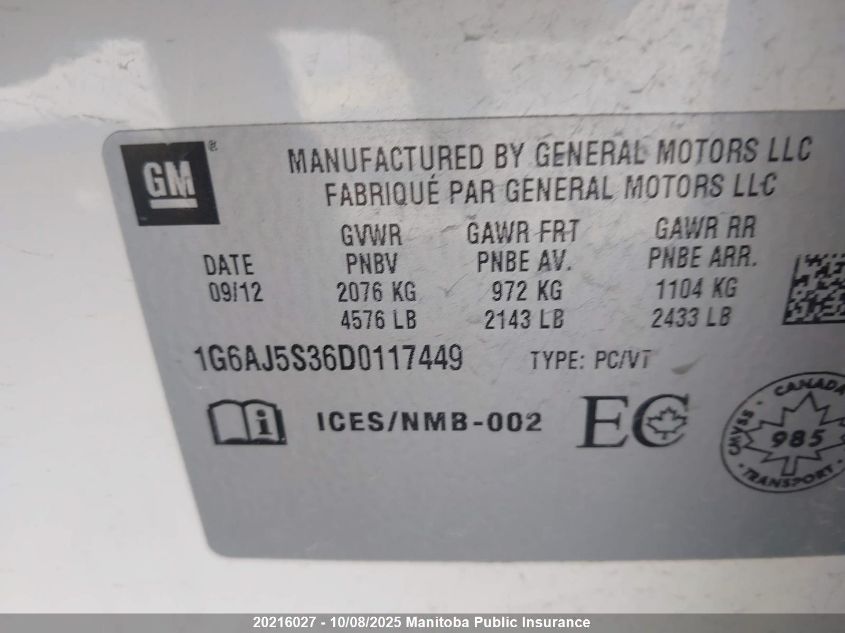 GM®
MANUFACTURED BY GENERAL MOTORS LLC
FABRIQUÉ PAR GENERAL MOTORS LLC
GVWR GAWR FRT GAWR RR
DATE PNBV PNBE AV. PNBE ARR.
09/12 2076 KG 972 KG 1104 KG
4576 LB 2143 LB 2433 LB
1G6AJ5S36D0117449 TYPE: PC/VT
i ICES/NMB-002 EC
CANADA
CMVSS 985
TRANSPORT
20216027 - 10/08/2025 Manitoba Public Insurance